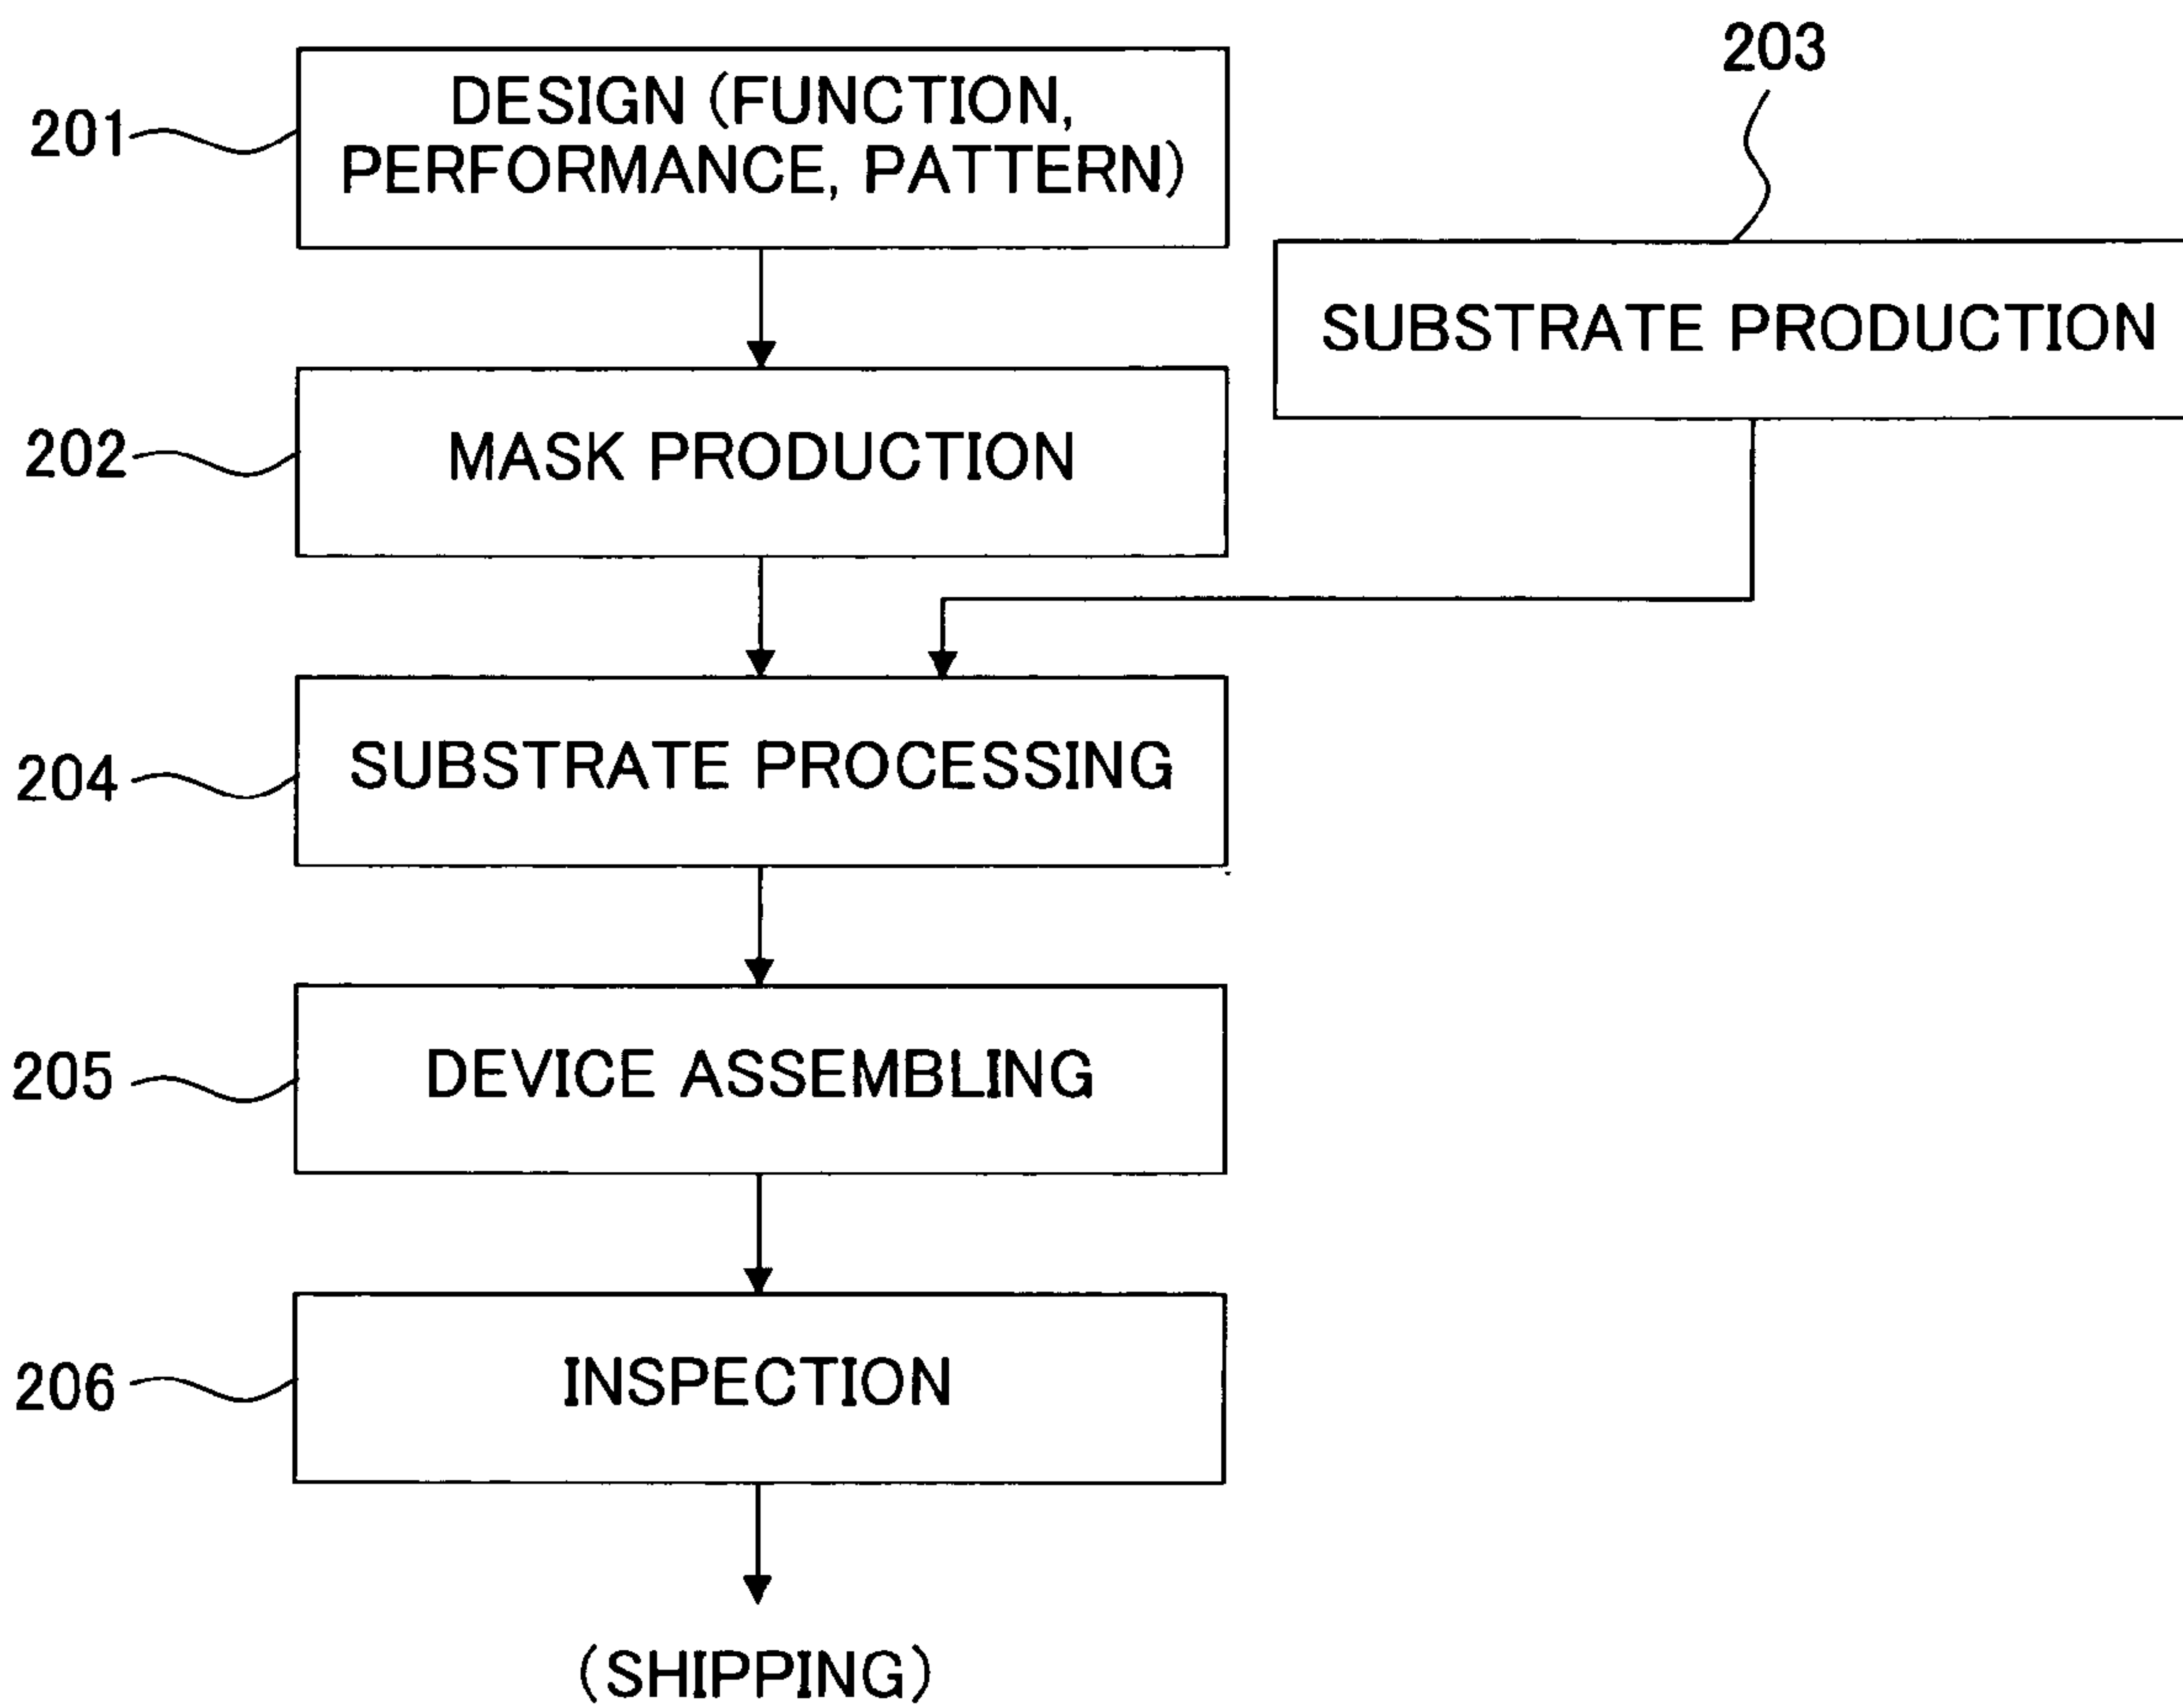 203
201
DESIGN (FUNCTION,
PERFORMANCE, PATTERN)
SUBSTRATE PRODUCTION
202
MASK PRODUCTION
204
SUBSTRATE PROCESSING
205
DEVICE ASSEMBLING
206
INSPECTION
(SHIPPING)